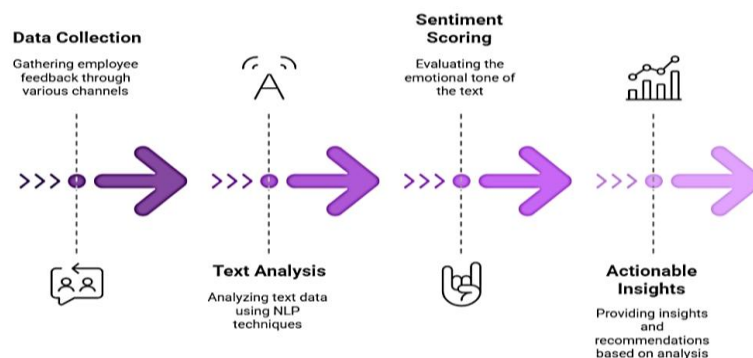 Data Collection
Gathering employee
feedback through
various channels
Text Analysis
Analyzing text data
using NLP
techniques
Sentiment
Scoring
Evaluating the
emotional tone of
the text
Actionable
Insights
Providing insights
and
recommendations
based on analysis